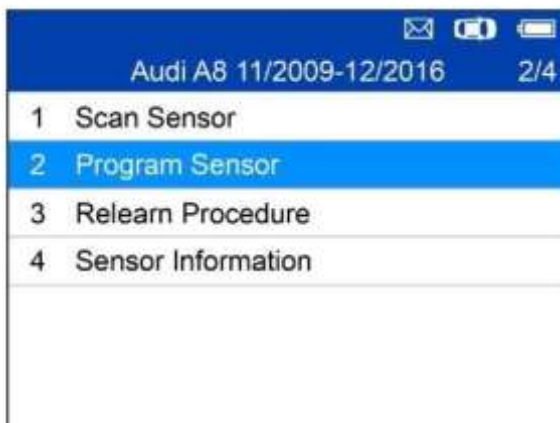 Audi A8 11/2009-12/2016 2/4
1 Scan Sensor
2 Program Sensor
3 Relearn Procedure
4 Sensor Information